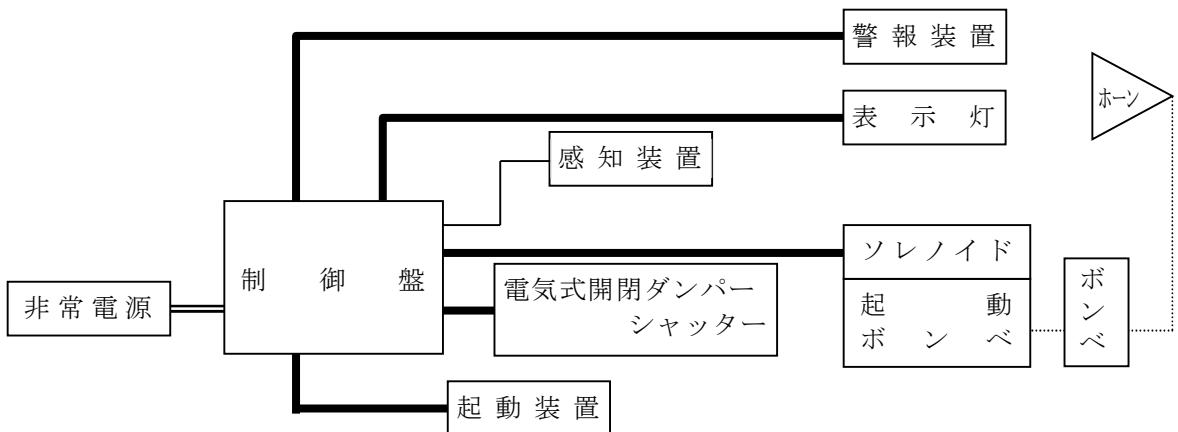 警報装置
ホーン
表示灯
感知装置
制御盤
ソレノイド
非常電源
電気式開閉ダンパー
シャッター
起動
ボンベ
ボンベ
起動装置